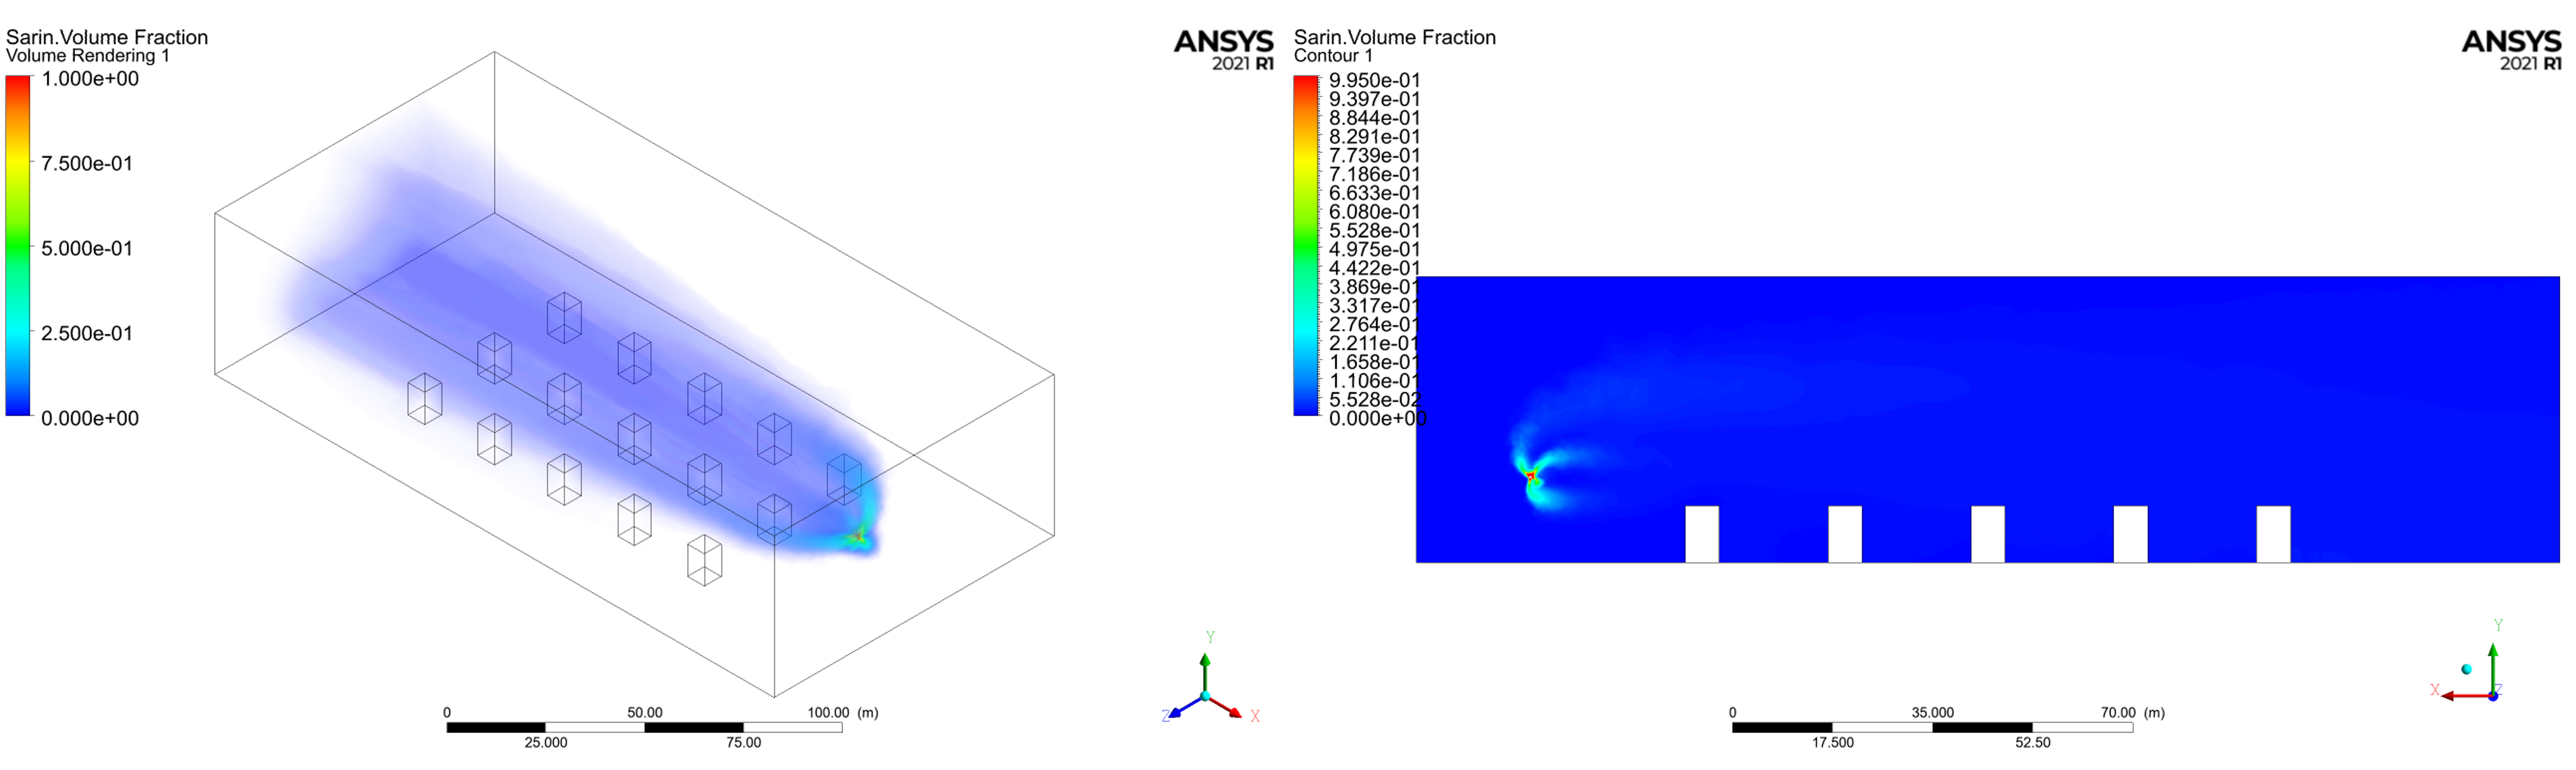 Sarin.Volume Fraction
Volume Rendering 1
1.000e+00
7.500e-01
5.000e-01
2.500e-01
0.000e+00
ANSYS
2021 R1
0 50.00 100.00 (m)
25.000 75.00
Y
Z X
Sarin.Volume Fraction
Contour 1
9.950e-01
9.397e-01
8.844e-01
8.291e-01
7.739e-01
7.186e-01
6.633e-01
6.080e-01
5.528e-01
4.975e-01
4.422e-01
3.869e-01
3.317e-01
2.764e-01
2.211e-01
1.658e-01
1.106e-01
5.528e-02
0.000e+00
ANSYS
2021 R1
0 35.000 70.00 (m)
17.500 52.50
Y
X Z